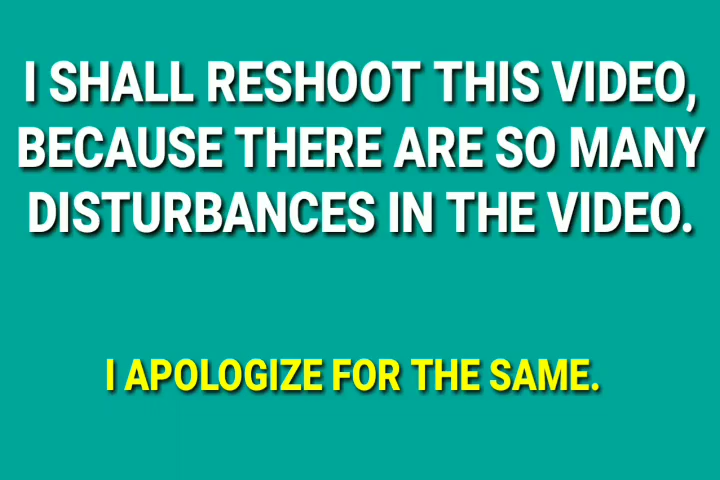 I SHALL RESHOOT THIS VIDEO,
BECAUSE THERE ARE SO MANY
DISTURBANCES IN THE VIDEO.
I APOLOGIZE FOR THE SAME.